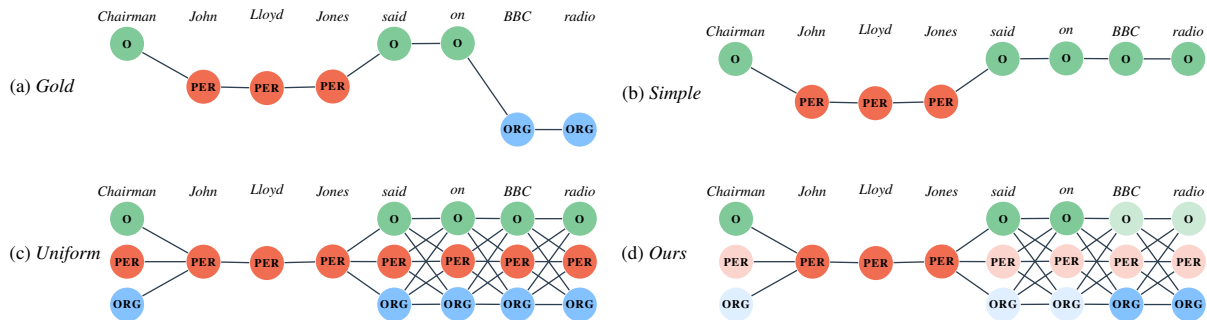 Chairman John Lloyd Jones said on BBC radio
O O O
(a) Gold
PER PER PER
ORG ORG
Chairman John Lloyd Jones said on BBC radio
O O O O O
(b) Simple
PER PER PER
Chairman John Lloyd Jones said on BBC radio
O O O O O
(c) Uniform
PER PER PER PER PER PER PER PER
ORG ORG ORG ORG ORG
Chairman John Lloyd Jones said on BBC radio
O O O O O
(d) Ours
PER PER PER PER PER PER PER PER
ORG ORG ORG ORG ORG